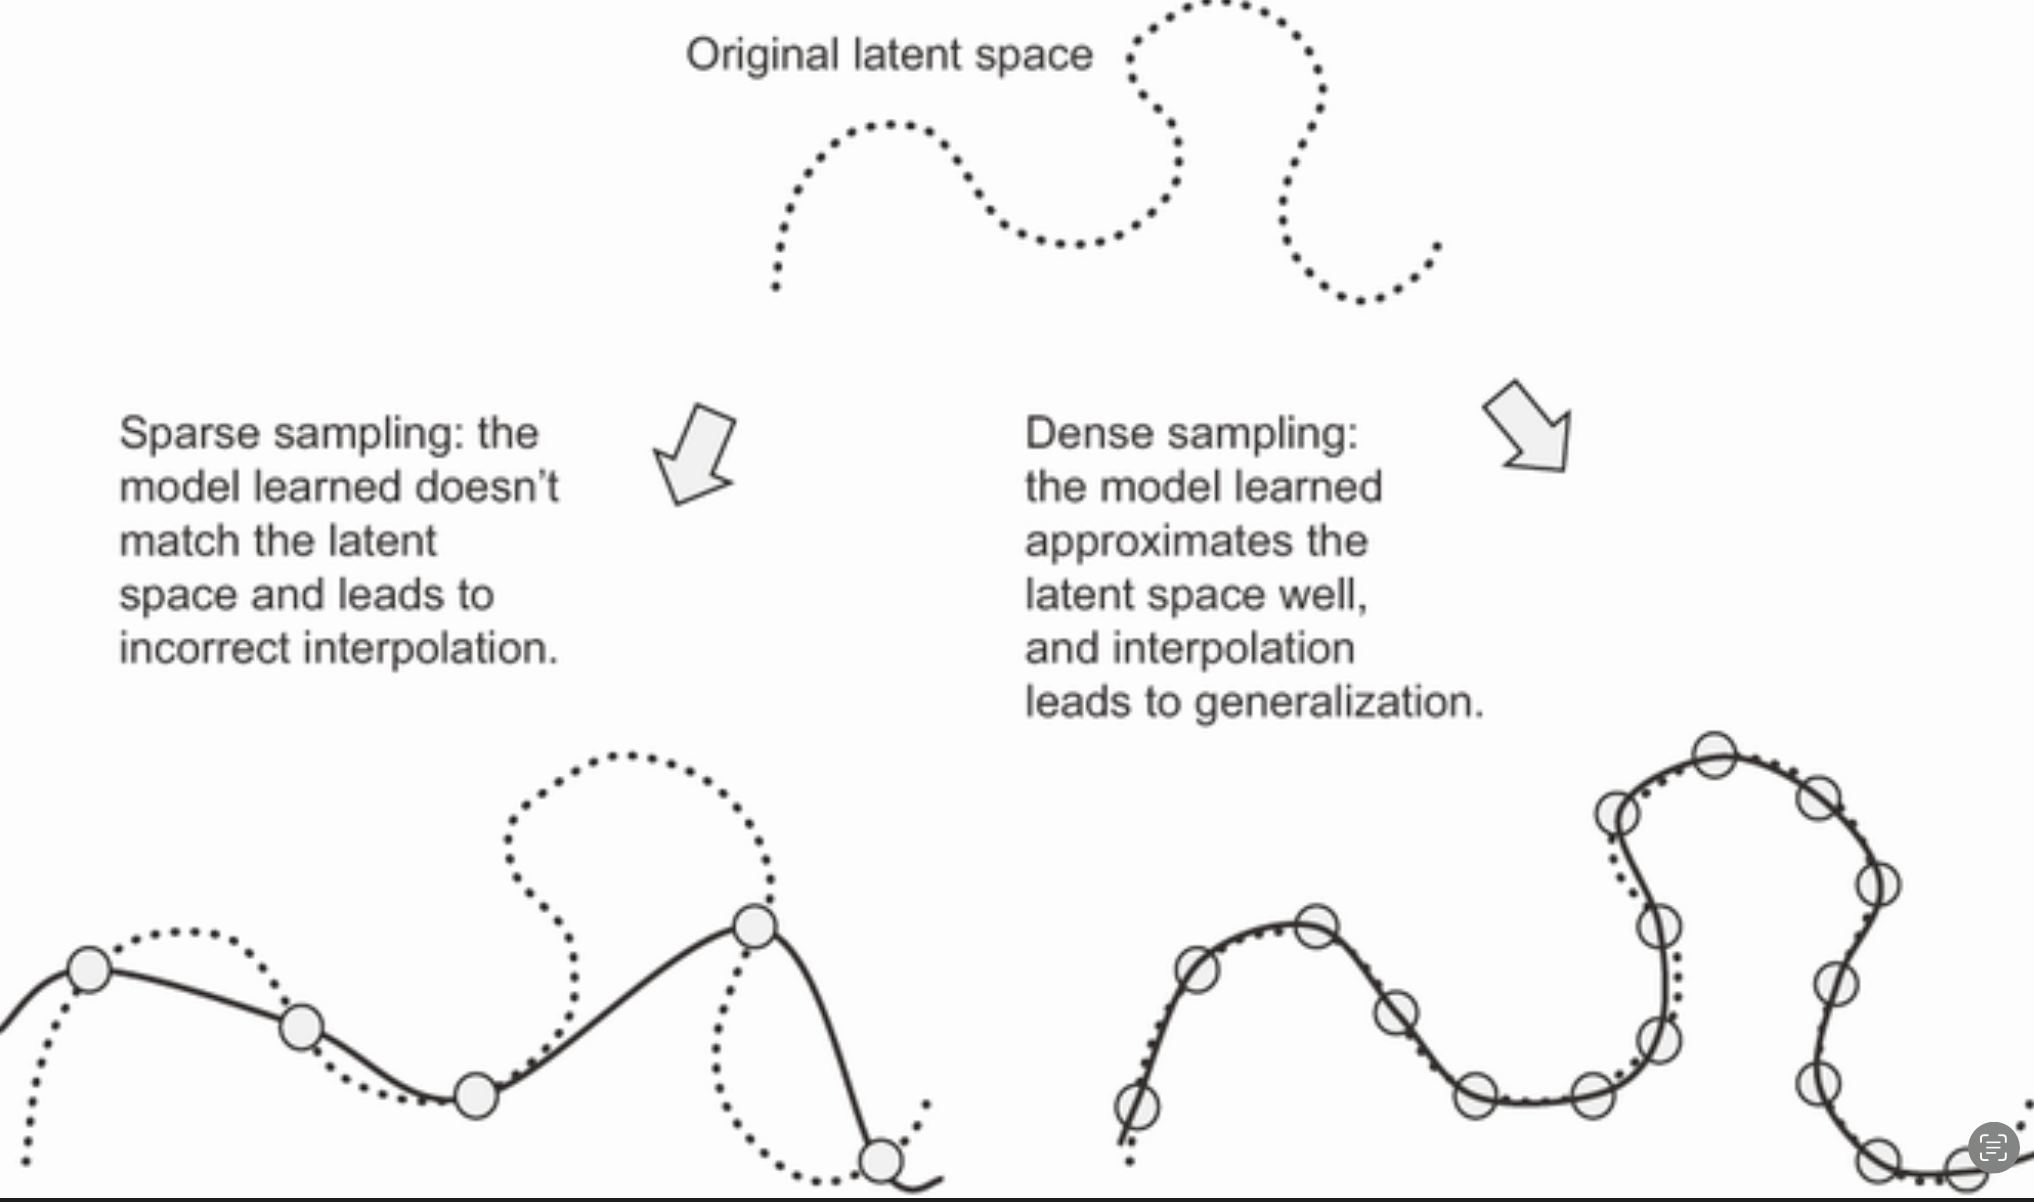 Original latent space
Sparse sampling: the
model learned doesn't
match the latent
space and leads to
incorrect interpolation.
Dense sampling:
the model learned
approximates the
latent space well,
and interpolation
leads to generalization.